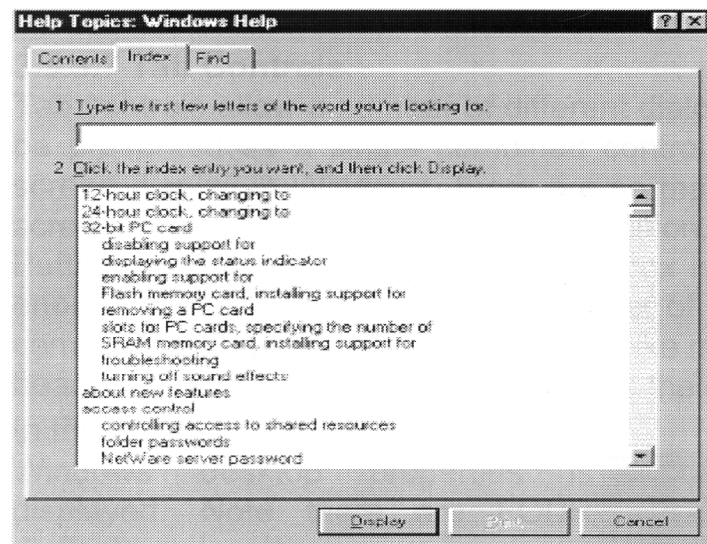 Help Topics: Windows Help
Contents Index Find
1 Type the first few letters of the word you're looking for.
2 Click the index entry you want, and then click Display.
12-hour clock, changing to
24-hour clock, changing to
32-bit PC card
disabling support for
displaying the status indicator
enabling support for
Flash memory card, installing support for
removing a PC card
slots for PC cards, specifying the number of
SRAM memory card, installing support for
troubleshooting
turning off sound effects
about new features
access control
controlling access to shared resources
folder passwords
NetWare server password
Display Print... Cancel